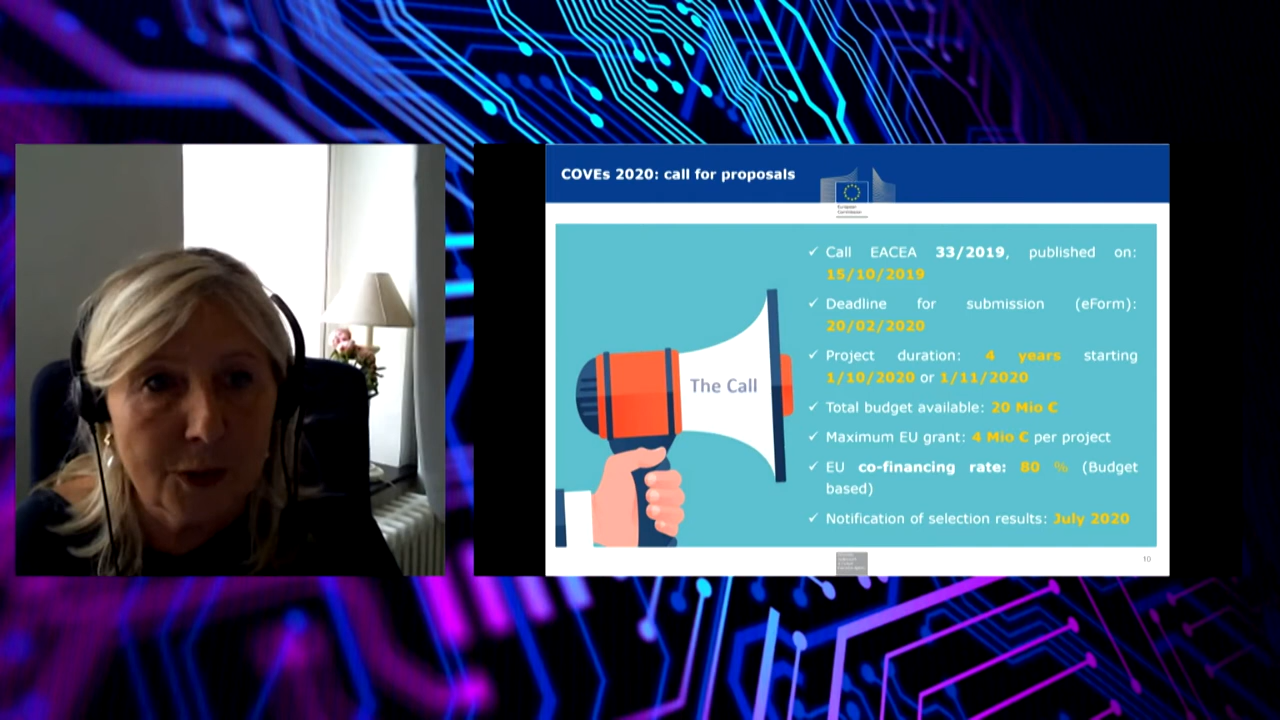 COVEs 2020: call for proposals
European
Commission
The Call
✓ Call EACEA 33/2019, published on:
15/10/2019
✓ Deadline for submission (eForm):
20/02/2020
✓ Project duration: 4 years starting
1/10/2020 or 1/11/2020
✓ Total budget available: 20 Mio €
✓ Maximum EU grant: 4 Mio € per project
✓ EU co-financing rate: 80 % (Budget
based)
✓ Notification of selection results: July 2020
10